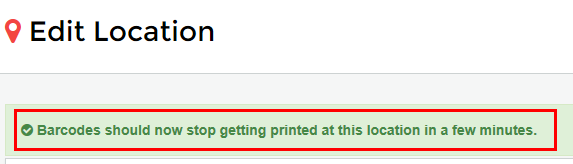 Edit Location
Barcodes should now stop getting printed at this location in a few minutes.